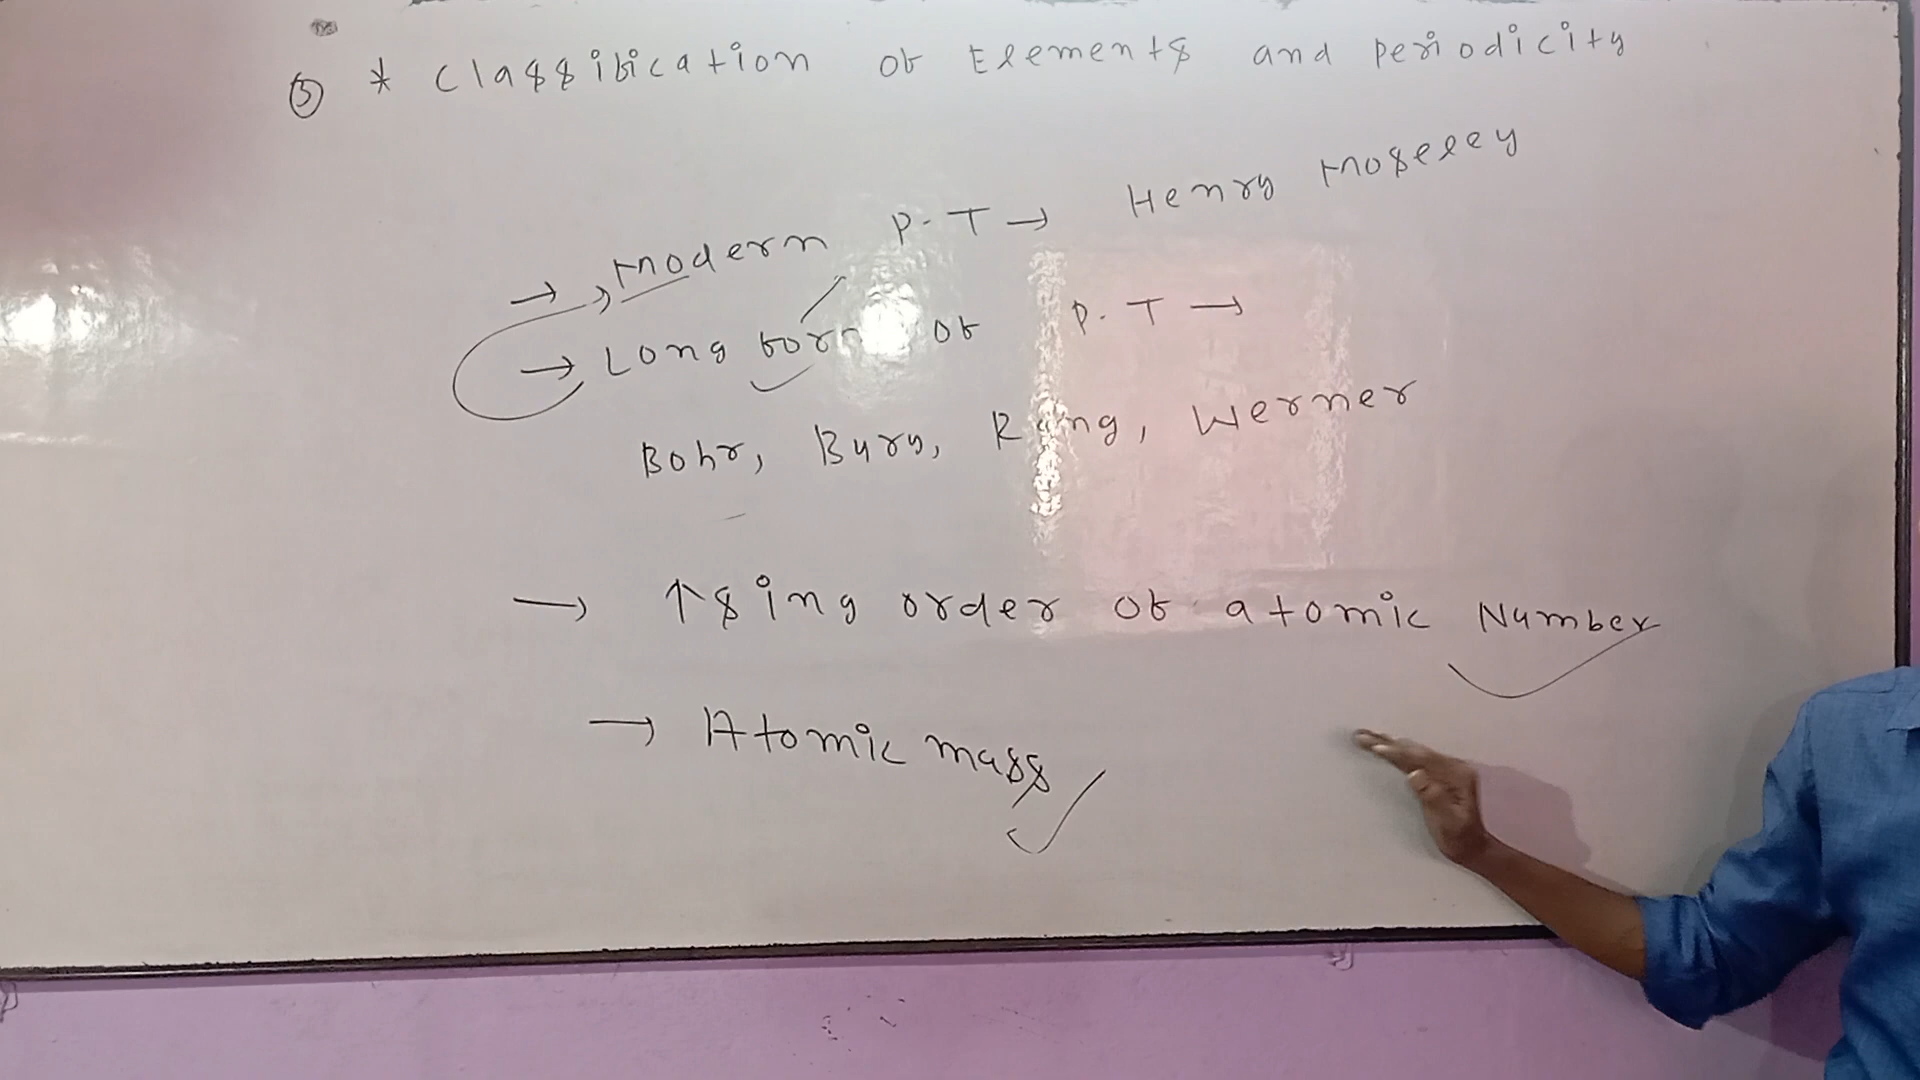 ⑤ * Classification of Elements and periodicity
→ Modern P.T → Henry Moseley
→ Long form of P.T →
Bohr, Bury, Rang, Werner
→ ↑sing order of atomic Number
→ Atomic mass